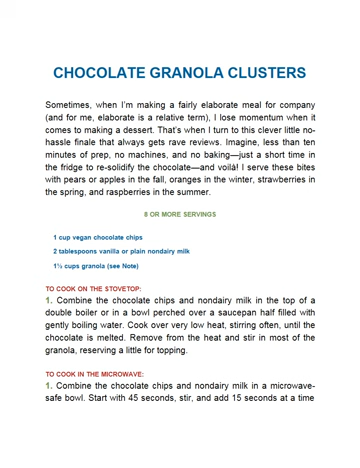 CHOCOLATE GRANOLA CLUSTERS
Sometimes, when I'm making a fairly elaborate meal for company
(and for me, elaborate is a relative term), I lose momentum when it
comes to making a dessert. That's when I turn to this clever little no-
hassle finale that always gets rave reviews. Imagine, less than ten
minutes of prep, no machines, and no baking—just a short time in
the fridge to re-solidify the chocolate—and voilà! I serve these bites
with pears or apples in the fall, oranges in the winter, strawberries in
the spring, and raspberries in the summer.
8 OR MORE SERVINGS
1 cup vegan chocolate chips
2 tablespoons vanilla or plain nondairy milk
1½ cups granola (see Note)
TO COOK ON THE STOVETOP:
1. Combine the chocolate chips and nondairy milk in the top of a
double boiler or in a bowl perched over a saucepan half filled with
gently boiling water. Cook over very low heat, stirring often, until the
chocolate is melted. Remove from the heat and stir in most of the
granola, reserving a little for topping.
TO COOK IN THE MICROWAVE:
1. Combine the chocolate chips and nondairy milk in a microwave-
safe bowl. Start with 45 seconds, stir, and add 15 seconds at a time